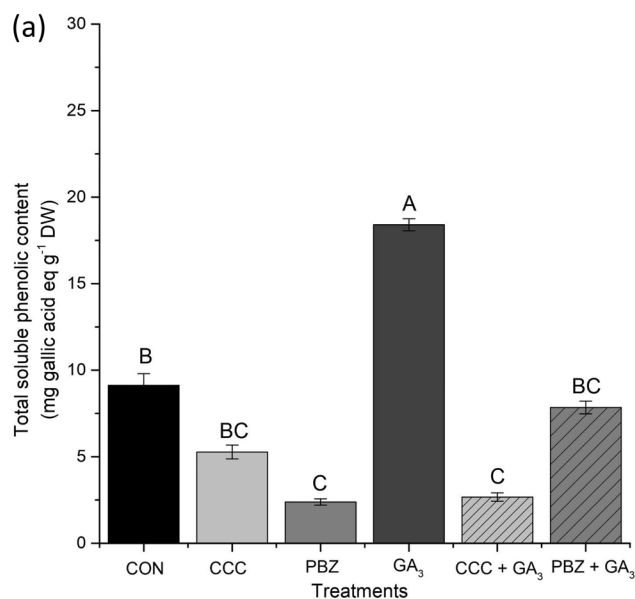 (a)
Total soluble phenolic content
(mg gallic acid eq g⁻¹ DW)
30
25
20
15
10
5
0
B
BC
C
A
C
BC
CON
CCC
PBZ
GA₃
CCC + GA₃
PBZ + GA₃
Treatments